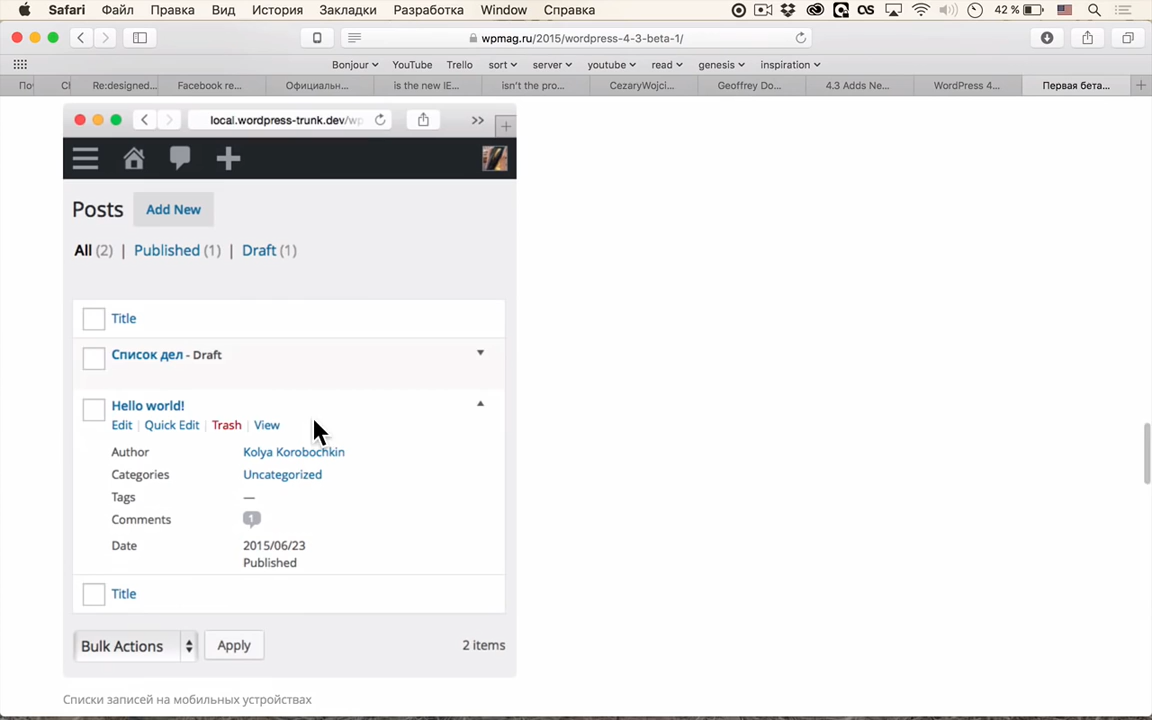 Safari Файл Правка Вид История Закладки Разработка Window Справка 42 %
wpmag.ru/2015/wordpress-4-3-beta-1/
Bonjour YouTube Trello sort server youtube read genesis inspiration
Re:designed... Facebook re... Официальн... is the new IE... isn't the pro... CezaryWojci... Geoffrey Do... 4.3 Adds Ne... WordPress 4... Первая бета...
local.wordpress-trunk.dev/wp
Posts Add New
All (2) | Published (1) | Draft (1)
Title
Список дел - Draft
Hello world!
Edit | Quick Edit | Trash | View
Author Kolya Korobochkin
Categories Uncategorized
Tags —
Comments 1
Date 2015/06/23
Published
Title
Bulk Actions Apply 2 items
Списки записей на мобильных устройствах